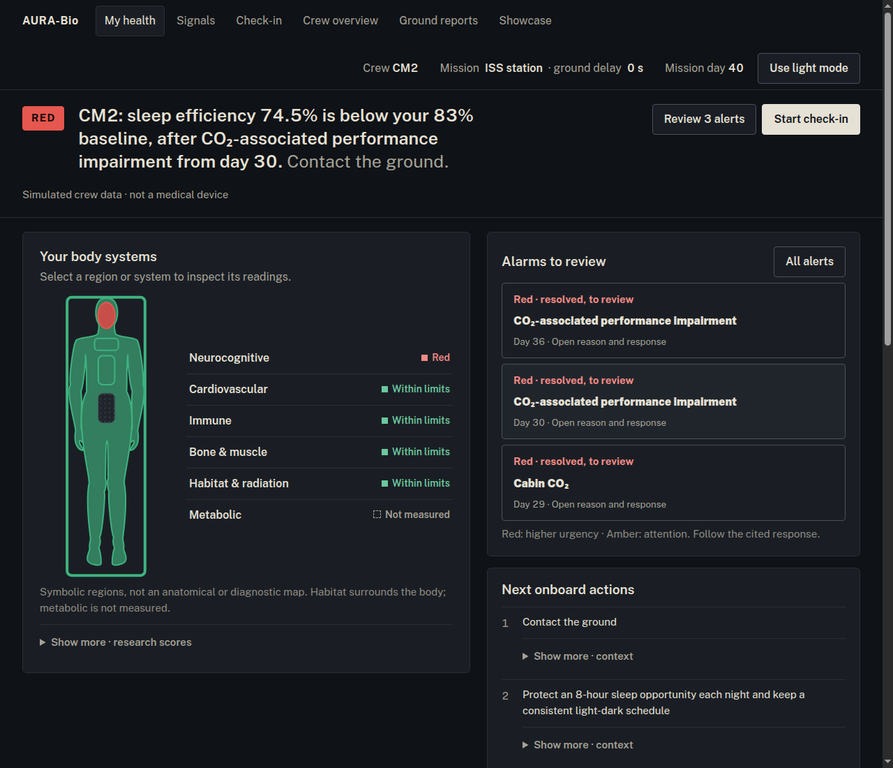 AURA-Bio My health Signals Check-in Crew overview Ground reports Showcase
Crew CM2 Mission ISS station · ground delay 0 s Mission day 40 Use light mode
RED
CM2: sleep efficiency 74.5% is below your 83%
baseline, after CO₂-associated performance
impairment from day 30. Contact the ground.
Review 3 alerts Start check-in
Simulated crew data · not a medical device
Your body systems
Select a region or system to inspect its readings.
Neurocognitive Red
Cardiovascular Within limits
Immune Within limits
Bone & muscle Within limits
Habitat & radiation Within limits
Metabolic Not measured
Symbolic regions, not an anatomical or diagnostic map. Habitat surrounds the body;
metabolic is not measured.
Show more · research scores
Alarms to review All alerts
Red · resolved, to review
CO₂-associated performance impairment
Day 36 · Open reason and response
Red · resolved, to review
CO₂-associated performance impairment
Day 30 · Open reason and response
Red · resolved, to review
Cabin CO₂
Day 29 · Open reason and response
Red: higher urgency · Amber: attention. Follow the cited response.
Next onboard actions
1 Contact the ground
Show more · context
2 Protect an 8-hour sleep opportunity each night and keep a
consistent light-dark schedule
Show more · context